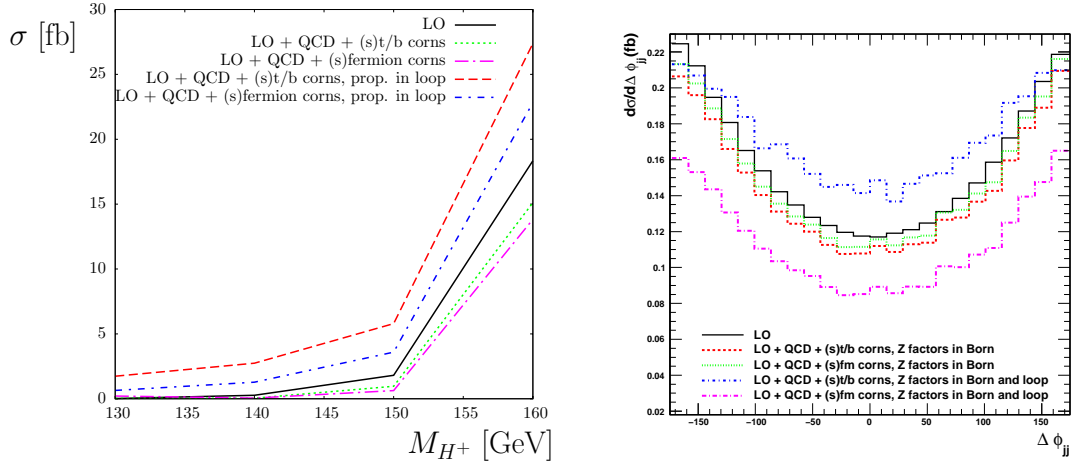 σ [fb]
30
25
20
15
10
5
0
130
135
140
145
150
155
160
M_{H^+} [GeV]
LO
LO + QCD + (s)t/b corns
LO + QCD + (s)fermion corns
LO + QCD + (s)t/b corns, prop. in loop
LO + QCD + (s)fermion corns, prop. in loop
dσ/dΔ ϕ_{jj}(fb)
0.22
0.2
0.18
0.16
0.14
0.12
0.1
0.08
0.06
0.04
0.02
LO
LO + QCD + (s)t/b corns, Z factors in Born
LO + QCD + (s)fm corns, Z factors in Born
LO + QCD + (s)t/b corns, Z factors in Born and loop
LO + QCD + (s)fm corns, Z factors in Born and loop
-150
-100
-50
0
50
100
150
Δ ϕ_{jj}